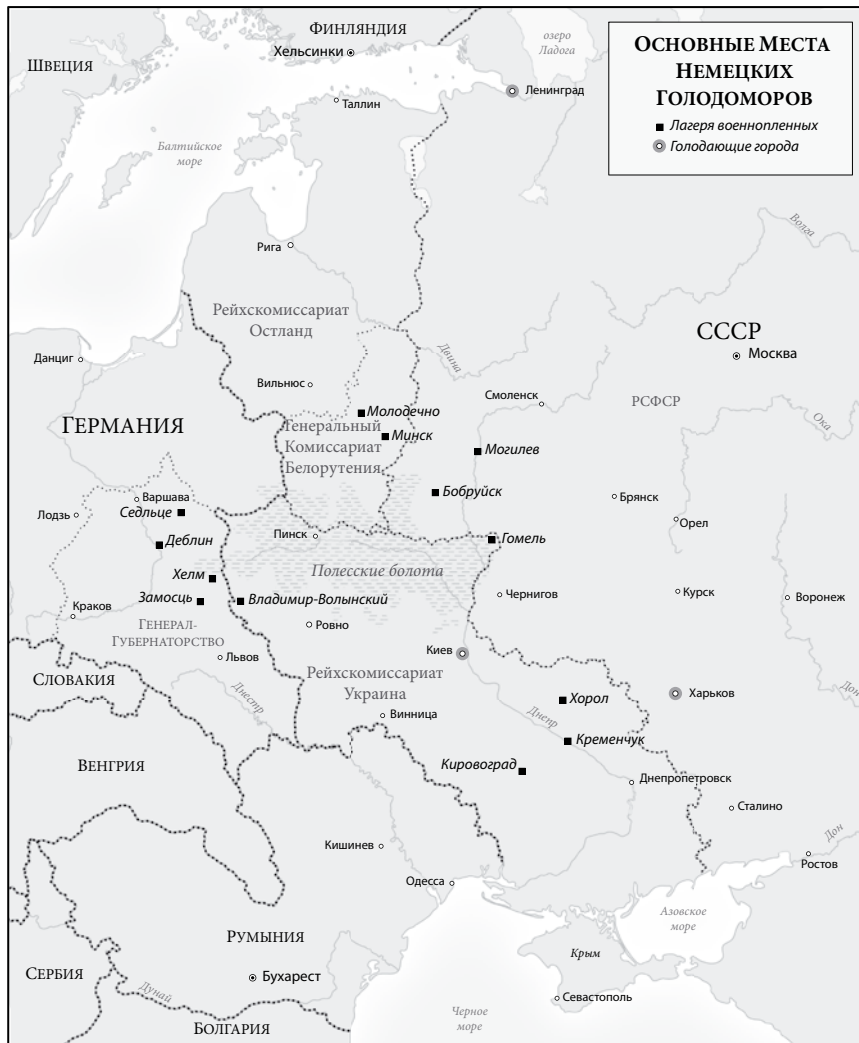 ФИНЛЯНДИЯ
Хельсинки
озеро
Ладога
ШВЕЦИЯ
ОСНОВНЫЕ МЕСТА
НЕМЕЦКИХ
ГОЛОДОМОРОВ
Лагеря военнопленных
Голодающие города
Ленинград
Таллин
Балтийское
море
Волга
Рига
Рейхскомиссариат
Остланд
СССР
Москва
Двина
Данциг
Вильнюс
Смоленск
РСФСР
Ока
Молодечно
ГЕРМАНИЯ
Генеральный
Комиссариат
Белорутения
Минск
Могилев
Бобруйск
Брянск
Варшава
Лодзь
Седльце
Орел
Пинск
Гомель
Деблин
Полесские болота
Хелм
Замосць
Владимир-Волынский
Чернигов
Курск
Воронеж
Краков
ГЕНЕРАЛ-
ГУБЕРНАТОРСТВО
Ровно
Киев
Львов
СЛОВАКИЯ
Рейхскомиссариат
Украина
Днестр
Харьков
Дон
Хорол
Винница
Днепр
Кременчук
ВЕНГРИЯ
Кировоград
Днепропетровск
Сталино
Кишинев
Дон
Ростов
Одесса
Азовское
море
РУМЫНИЯ
Крым
СЕРБИЯ
Бухарест
Дунай
Севастополь
Черное
море
БОЛГАРИЯ